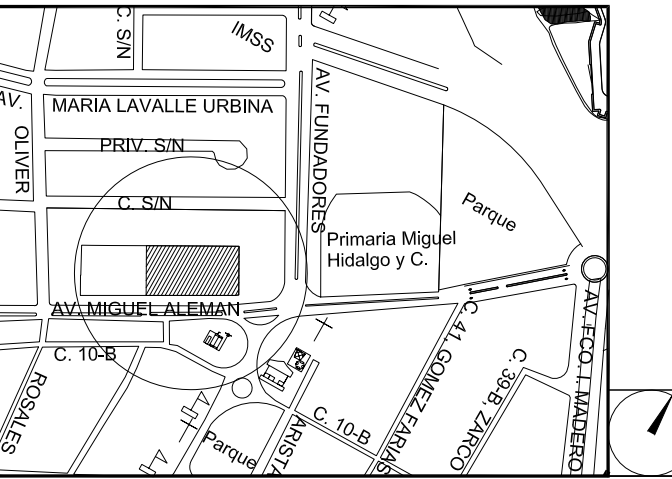 C. S/N
IMSS
AV.
OLIVER
MARIA LAVALLE URBINA
AV. FUNDADORES
PRIV. S/N
C. S/N
Parque
Primaria Miguel
Hidalgo y C.
AV. MIGUEL ALEMAN
C. 10-B
ROSALES
C. 41, GOMEZ FARIAS
C. 39-B, ZARCO
AV. FCO. I. MADERO
C. 10-B
ARISTA
Parque